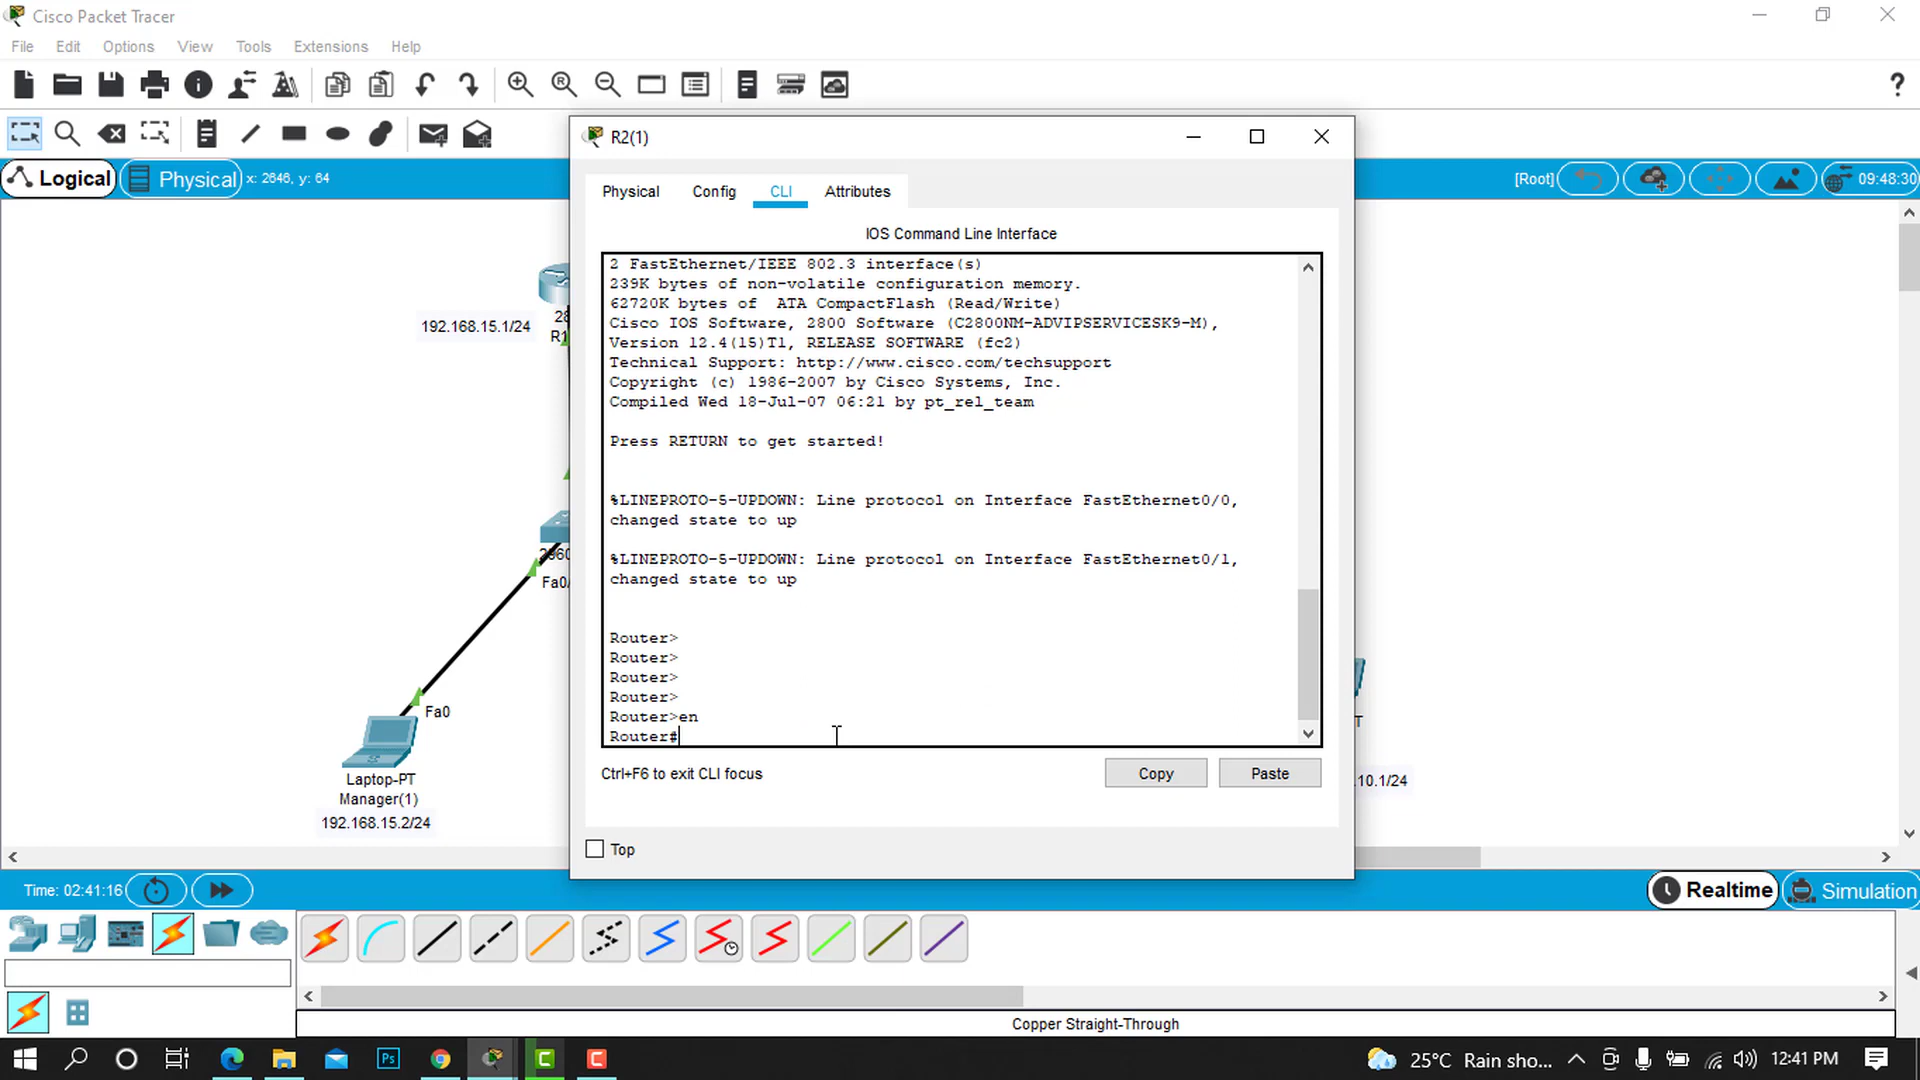 Cisco Packet Tracer
File Edit Options View Tools Extensions Help
Logical
Physical
x: 2646, y: 64
[Root]
09:48:30
R2(1)
Physical Config CLI Attributes
IOS Command Line Interface
2 FastEthernet/IEEE 802.3 interface(s)
239K bytes of non-volatile configuration memory.
62720K bytes of ATA CompactFlash (Read/Write)
Cisco IOS Software, 2800 Software (C2800NM-ADVIPSERVICESK9-M),
Version 12.4(15)T1, RELEASE SOFTWARE (fc2)
Technical Support: http://www.cisco.com/techsupport
Copyright (c) 1986-2007 by Cisco Systems, Inc.
Compiled Wed 18-Jul-07 06:21 by pt_rel_team
Press RETURN to get started!
%LINEPROTO-5-UPDOWN: Line protocol on Interface FastEthernet0/0,
changed state to up
%LINEPROTO-5-UPDOWN: Line protocol on Interface FastEthernet0/1,
changed state to up
Router>
Router>
Router>
Router>
Router>en
Router#
Ctrl+F6 to exit CLI focus
Copy
Paste
Top
192.168.15.1/24
28
R1
2960
Fa0/
Fa0
Laptop-PT
Manager(1)
192.168.15.2/24
T
10.1/24
Time: 02:41:16
Realtime
Simulation
Copper Straight-Through
25°C Rain sho...
12:41 PM